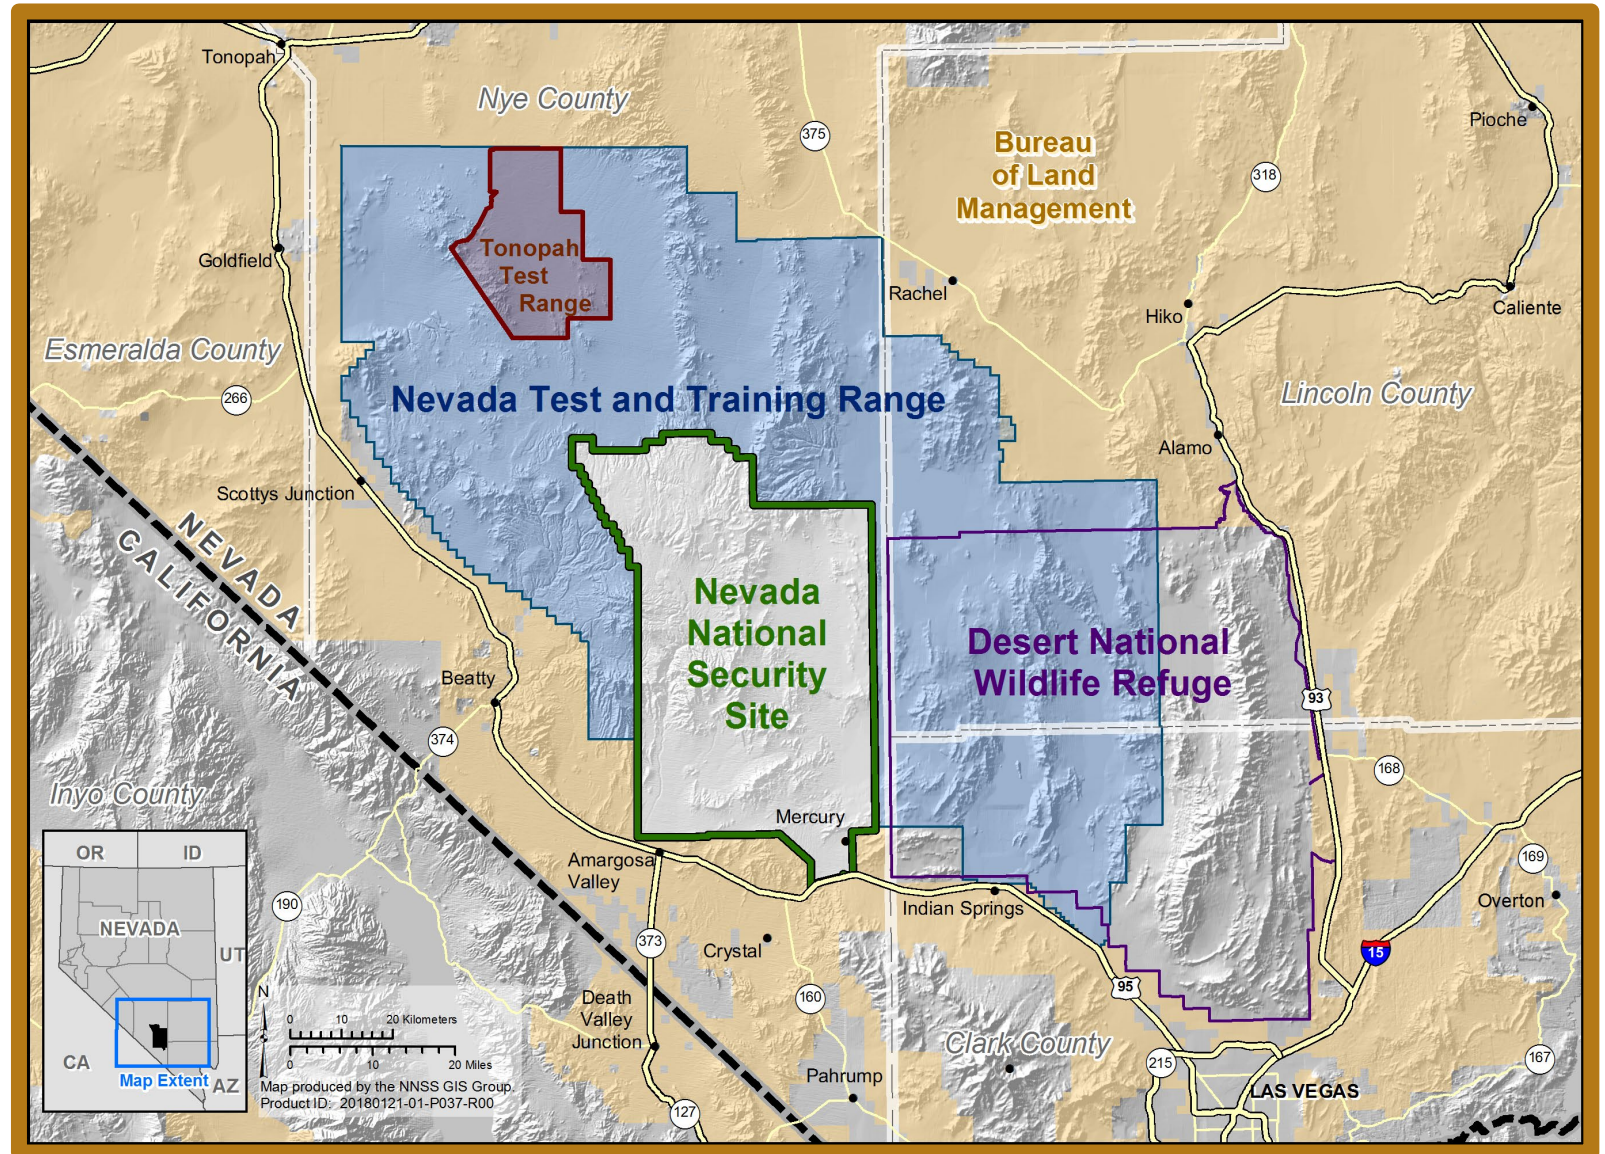 Tonopah
Nye County
375
Bureau
of Land
Management
318
Pioche
Goldfield
Tonopah
Test
Range
Rachel
Hiko
Caliente
Esmeralda County
266
Nevada Test and Training Range
Lincoln County
Alamo
Scottys Junction
NEVADA
CALIFORNIA
Nevada
National
Security
Site
Desert National
Wildlife Refuge
Beatty
93
374
168
Inyo County
Mercury
OR
ID
Amargosa
Valley
169
190
Indian Springs
Overton
NEVADA
UT
373
Crystal
15
95
160
N
Death
Valley
Junction
0
10
20 Kilometers
0
10
20 Miles
Clark County
CA
Map Extent
AZ
215
167
Pahrump
LAS VEGAS
Map produced by the NNSS GIS Group.
Product ID: 20180121-01-P037-R00
127